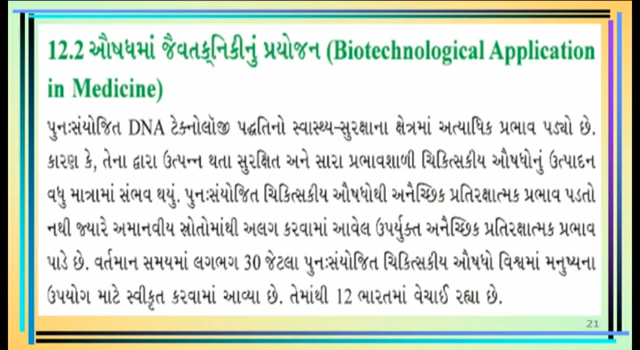 12.2 ઔષધમાં જૈવતક્નિકીનું પ્રયોજન (Biotechnological Application
in Medicine)
પુનઃસંયોજિત DNA ટેક્નોલૉજી પદ્ધતિનો સ્વાસ્થ્ય-સુરક્ષાના ક્ષેત્રમાં અત્યાધિક પ્રભાવ પડ્યો છે.
કારણ કે, તેના દ્વારા ઉત્પન્ન થતા સુરક્ષિત અને સારા પ્રભાવશાળી ચિકિત્સકીય ઔષધોનું ઉત્પાદન
વધુ માત્રામાં સંભવ થયું. પુનઃસંયોજિત ચિકિત્સકીય ઔષધોથી અનૈચ્છિક પ્રતિરક્ષાત્મક પ્રભાવ પડતો
નથી જ્યારે અમાનવીય સ્રોતોમાંથી અલગ કરવામાં આવેલ ઉપર્યુક્ત અનૈચ્છિક પ્રતિરક્ષાત્મક પ્રભાવ
પાડે છે. વર્તમાન સમયમાં લગભગ 30 જેટલા પુનઃસંયોજિત ચિકિત્સકીય ઔષધો વિશ્વમાં મનુષ્યના
ઉપયોગ માટે સ્વીકૃત કરવામાં આવ્યા છે. તેમાંથી 12 ભારતમાં વેચાઈ રહ્યા છે.
21